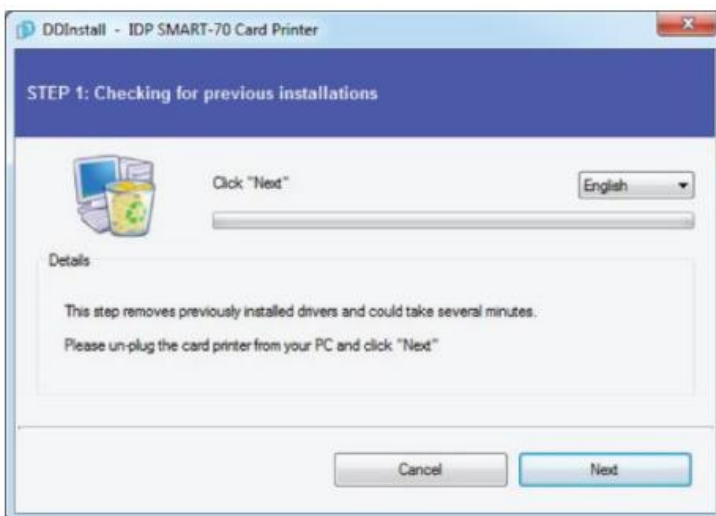 DDInstall - IDP SMART-70 Card Printer
STEP 1: Checking for previous installations
Click "Next"
English
Details
This step removes previously installed drivers and could take several minutes.
Please un-plug the card printer from your PC and click "Next"
Cancel
Next